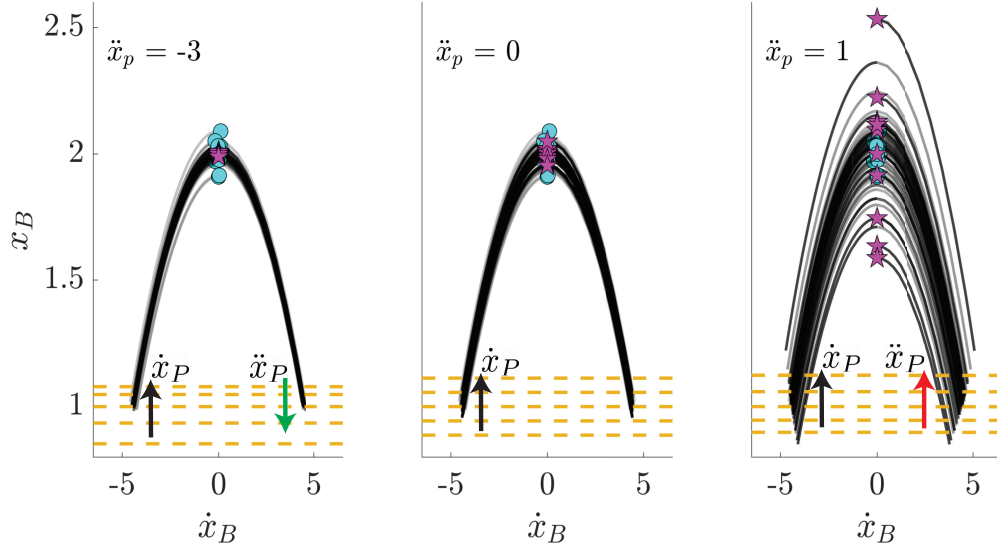 ẍ_p = -3
ẍ_p = 0
ẍ_p = 1
x_B
2.5
2
1.5
1
ẋ_P
ẍ_P
ẋ_P
ẋ_P
ẍ_P
-5 0 5
-5 0 5
-5 0 5
ẋ_B
ẋ_B
ẋ_B